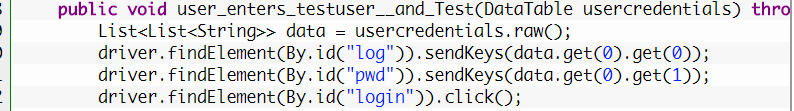 public void user_enters_testuser__and_Test(DataTable usercredentials) thro
List<List<String>> data = usercredentials.raw();
driver.findElement(By.id("log")).sendKeys(data.get(0).get(0));
driver.findElement(By.id("pwd")).sendKeys(data.get(0).get(1));
driver.findElement(By.id("login")).click();